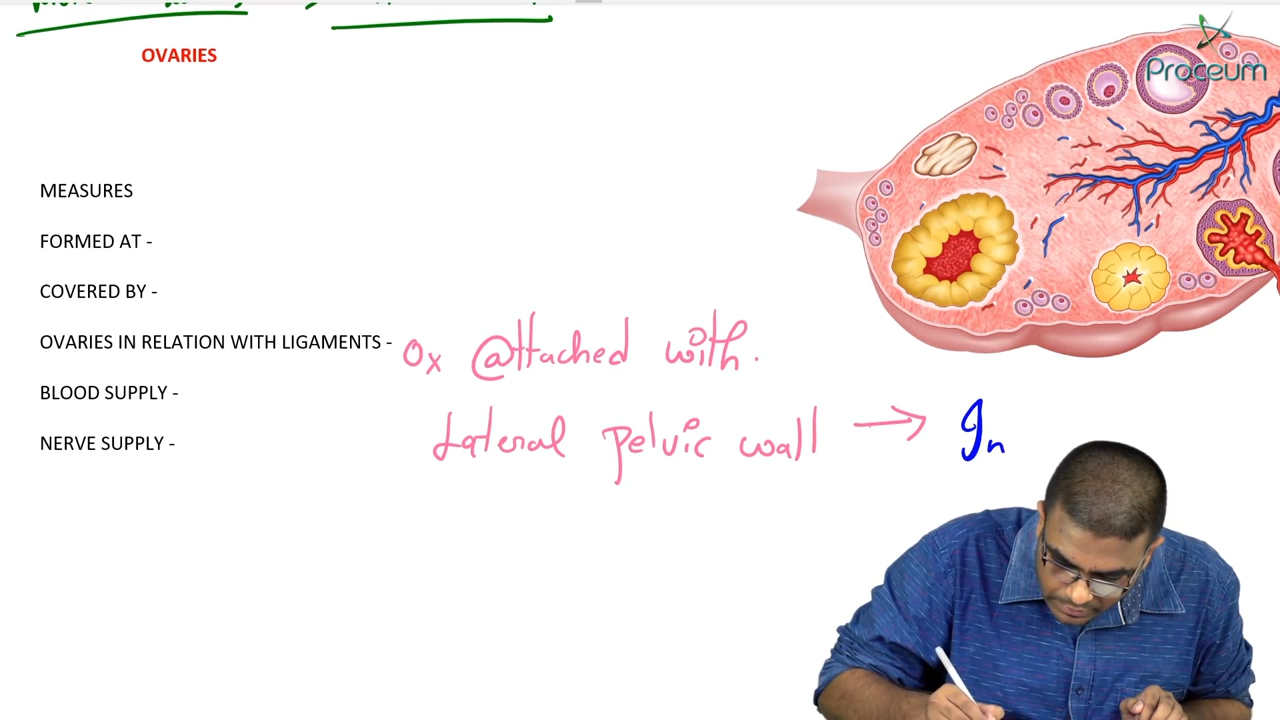 OVARIES
Proceum
MEASURES
FORMED AT -
COVERED BY -
OVARIES IN RELATION WITH LIGAMENTS - Ox @ttached with.
Lateral pelvic wall → In
BLOOD SUPPLY -
NERVE SUPPLY -